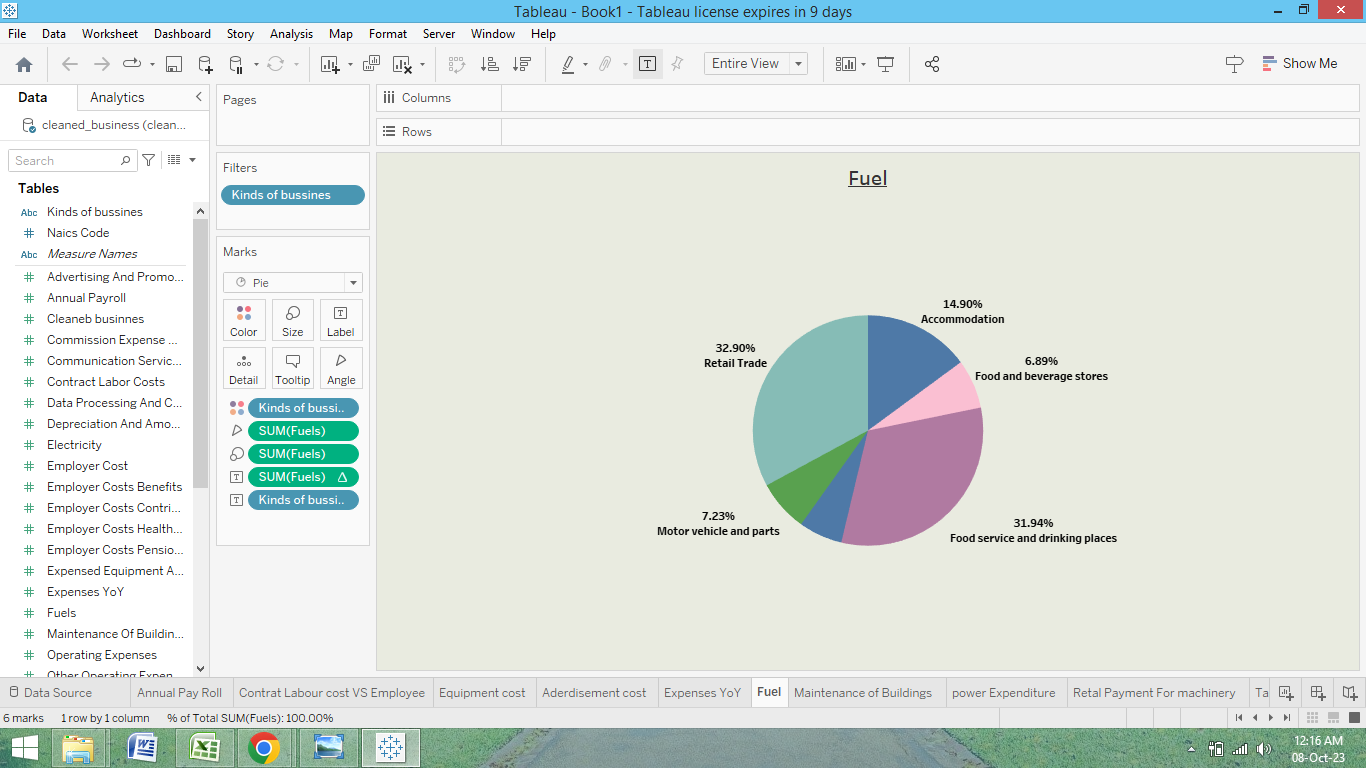 Tableau - Book1 - Tableau license expires in 9 days
File Data Worksheet Dashboard Story Analysis Map Format Server Window Help
Entire View
Show Me
Data Analytics
cleaned_business (clean...
Search
Tables
Abc Kinds of bussines
# Naics Code
Abc Measure Names
# Advertising And Promo...
# Annual Payroll
# Cleaneb businnes
# Commission Expense ...
# Communication Servic...
# Contract Labor Costs
# Data Processing And C...
# Depreciation And Amo...
# Electricity
# Employer Cost
# Employer Costs Benefits
# Employer Costs Contri...
# Employer Costs Health...
# Employer Costs Pensio...
# Expensed Equipment A...
# Expenses YoY
# Fuels
# Maintenance Of Buildin...
# Operating Expenses
# Other Operating Expen...
Pages
Filters
Kinds of bussines
Marks
Pie
Color Size Label
Detail Tooltip Angle
Kinds of bussi..
SUM(Fuels)
SUM(Fuels)
SUM(Fuels) Δ
Kinds of bussi..
Columns
Rows
Fuel
14.90%
Accommodation
32.90%
Retail Trade
6.89%
Food and beverage stores
7.23%
Motor vehicle and parts
31.94%
Food service and drinking places
Data Source Annual Pay Roll Contrat Labour cost VS Employee Equipment cost Aderdisement cost Expenses YoY Fuel Maintenance of Buildings power Expenditure Retal Payment For machinery Ta
6 marks 1 row by 1 column % of Total SUM(Fuels): 100.00%
12:16 AM
08-Oct-23